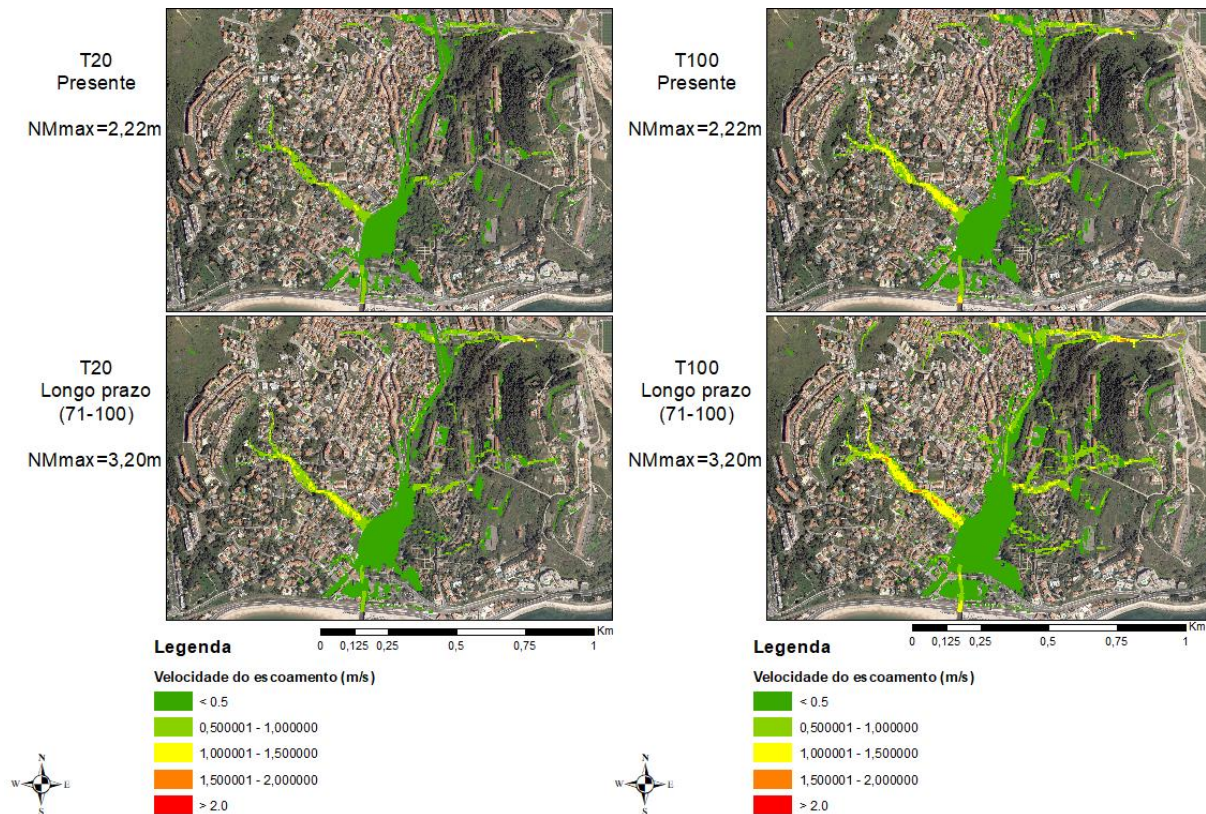 T20
Presente
NMmax=2,22m
T100
Presente
NMmax=2,22m
T20
Longo prazo
(71-100)
NMmax=3,20m
T100
Longo prazo
(71-100)
NMmax=3,20m
Km
0 0,125 0,25 0,5 0,75 1
Legenda
Velocidade do escoamento (m/s)
< 0.5
0,500001 - 1,000000
1,000001 - 1,500000
1,500001 - 2,000000
> 2.0
N
W E
S
Km
0 0,125 0,25 0,5 0,75 1
Legenda
Velocidade do escoamento (m/s)
< 0.5
0,500001 - 1,000000
1,000001 - 1,500000
1,500001 - 2,000000
> 2.0
N
W E
S